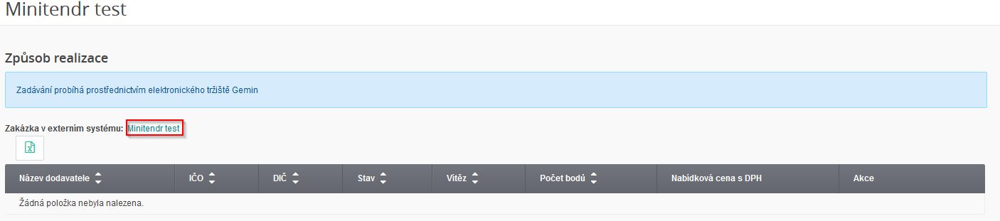 Minitendr test
Způsob realizace
Zadávání probíhá prostřednictvím elektronického tržiště Gemin
Zakázka v externím systému: Minitendr test
Název dodavatele IČO DIČ Stav Vítěz Počet bodů Nabídková cena s DPH Akce
Žádná položka nebyla nalezena.